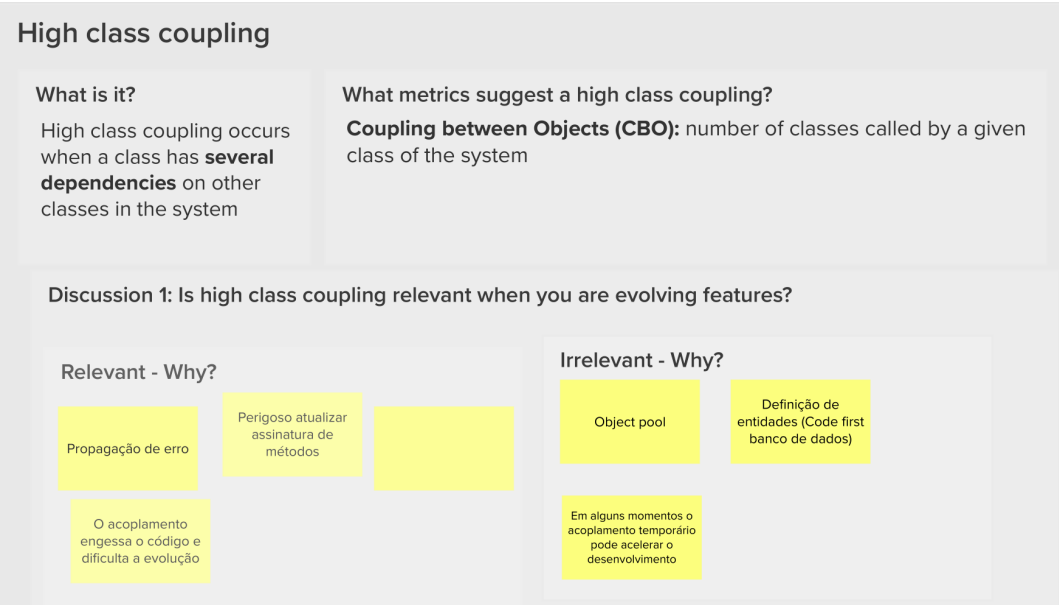 High class coupling
What is it?
High class coupling occurs
when a class has several
dependencies on other
classes in the system
What metrics suggest a high class coupling?
Coupling between Objects (CBO): number of classes called by a given
class of the system
Discussion 1: Is high class coupling relevant when you are evolving features?
Relevant - Why?
Propagação de erro
Perigoso atualizar
assinatura de
métodos
O acoplamento
engessa o código e
dificulta a evolução
Irrelevant - Why?
Object pool
Definição de
entidades (Code first
banco de dados)
Em alguns momentos o
acoplamento temporário
pode acelerar o
desenvolvimento